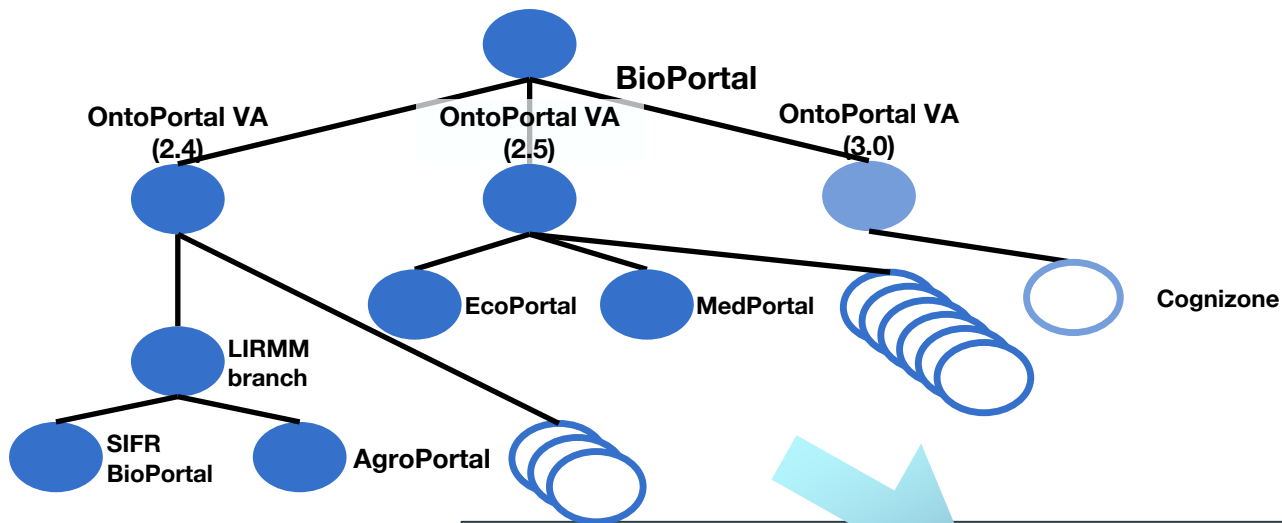 BioPortal
OntoPortal VA
(2.4)
OntoPortal VA
(2.5)
OntoPortal VA
(3.0)
EcoPortal
MedPortal
Cognizone
LIRMM
branch
SIFR
BioPortal
AgroPortal